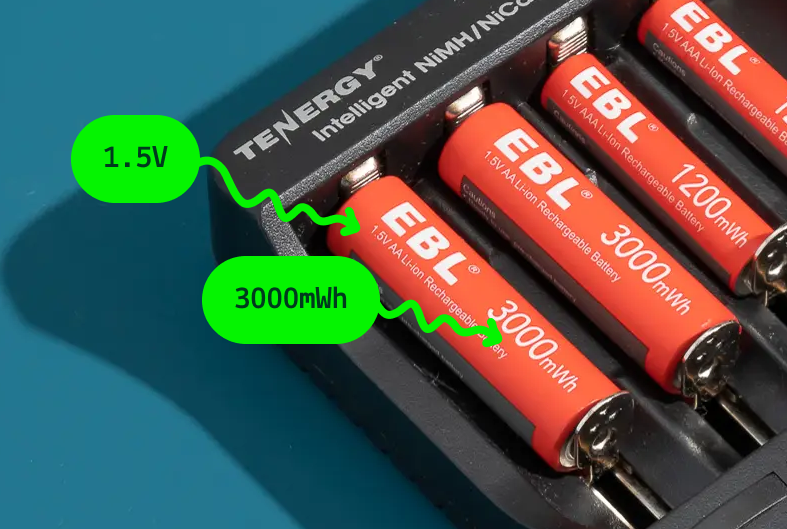 TENERGY®
Intelligent NiMH/NiCd
1.5V
3000mWh
EBL®
1.5V AA Li-ion Rechargeable Battery
3000mWh
EBL®
1.5V AA Li-ion Rechargeable Battery
3000mWh
Cautions
EBL®
1.5V AAA Li-Ion Rechargeable Battery
1200mWh
EBL®
1.5V AAA Li-Ion Rechargeable
Cautions